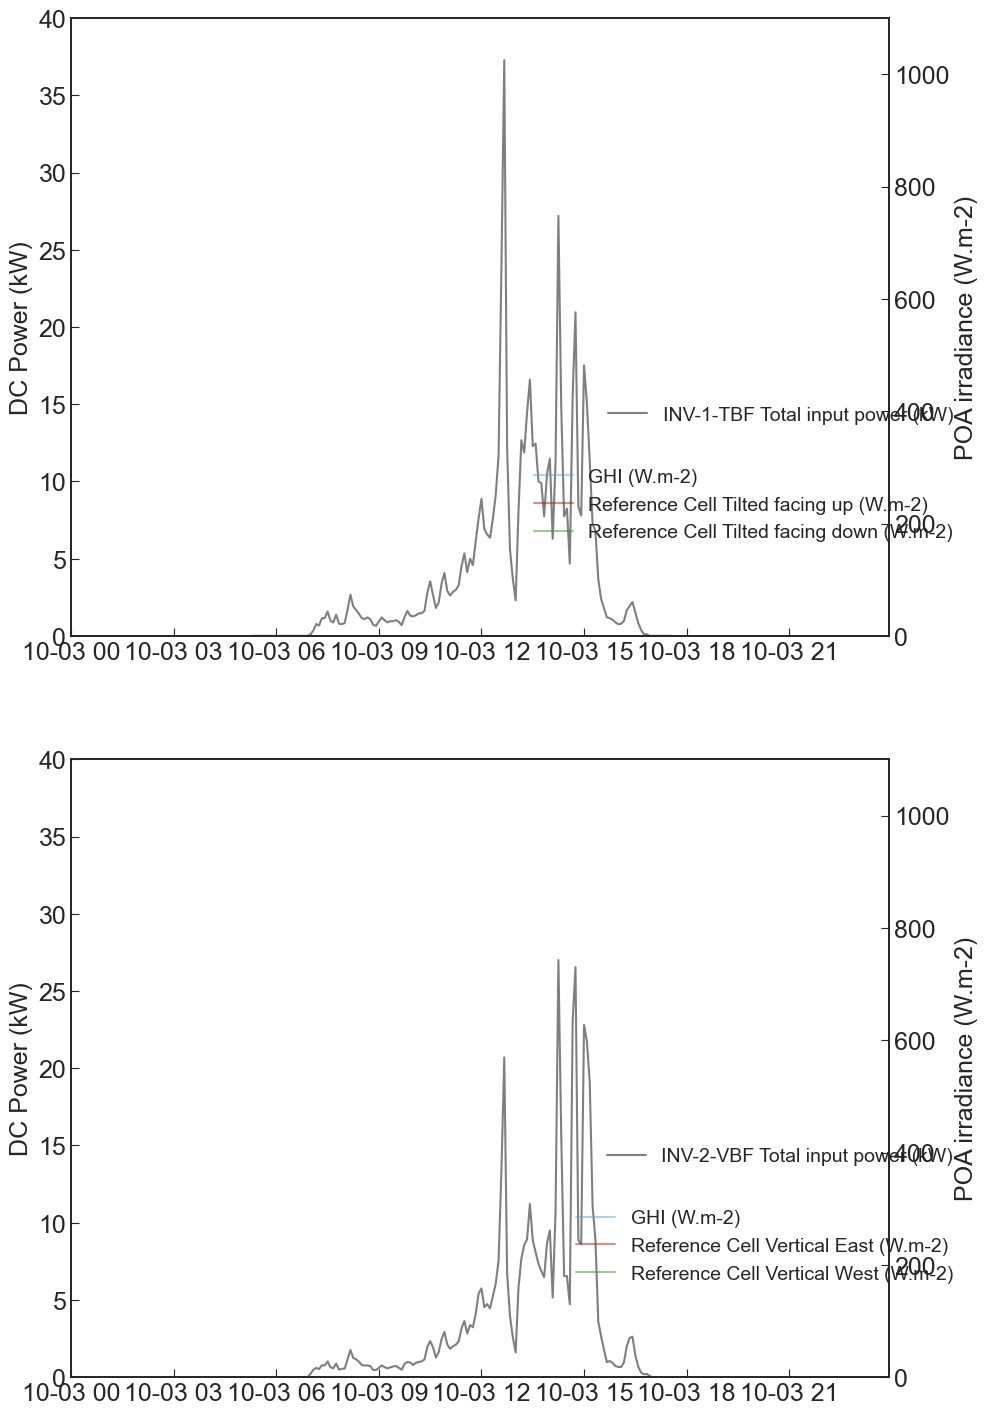 40
35
30
25
20
15
10
5
0
DC Power (kW)
1000
800
600
400
200
0
POA irradiance (W.m-2)
INV-1-TBF Total input power (kW)
GHI (W.m-2)
Reference Cell Tilted facing up (W.m-2)
Reference Cell Tilted facing down (W.m-2)
10-03 00 10-03 03 10-03 06 10-03 09 10-03 12 10-03 15 10-03 18 10-03 21
40
35
30
25
20
15
10
5
0
DC Power (kW)
1000
800
600
400
200
0
POA irradiance (W.m-2)
INV-2-VBF Total input power (kW)
GHI (W.m-2)
Reference Cell Vertical East (W.m-2)
Reference Cell Vertical West (W.m-2)
10-03 00 10-03 03 10-03 06 10-03 09 10-03 12 10-03 15 10-03 18 10-03 21